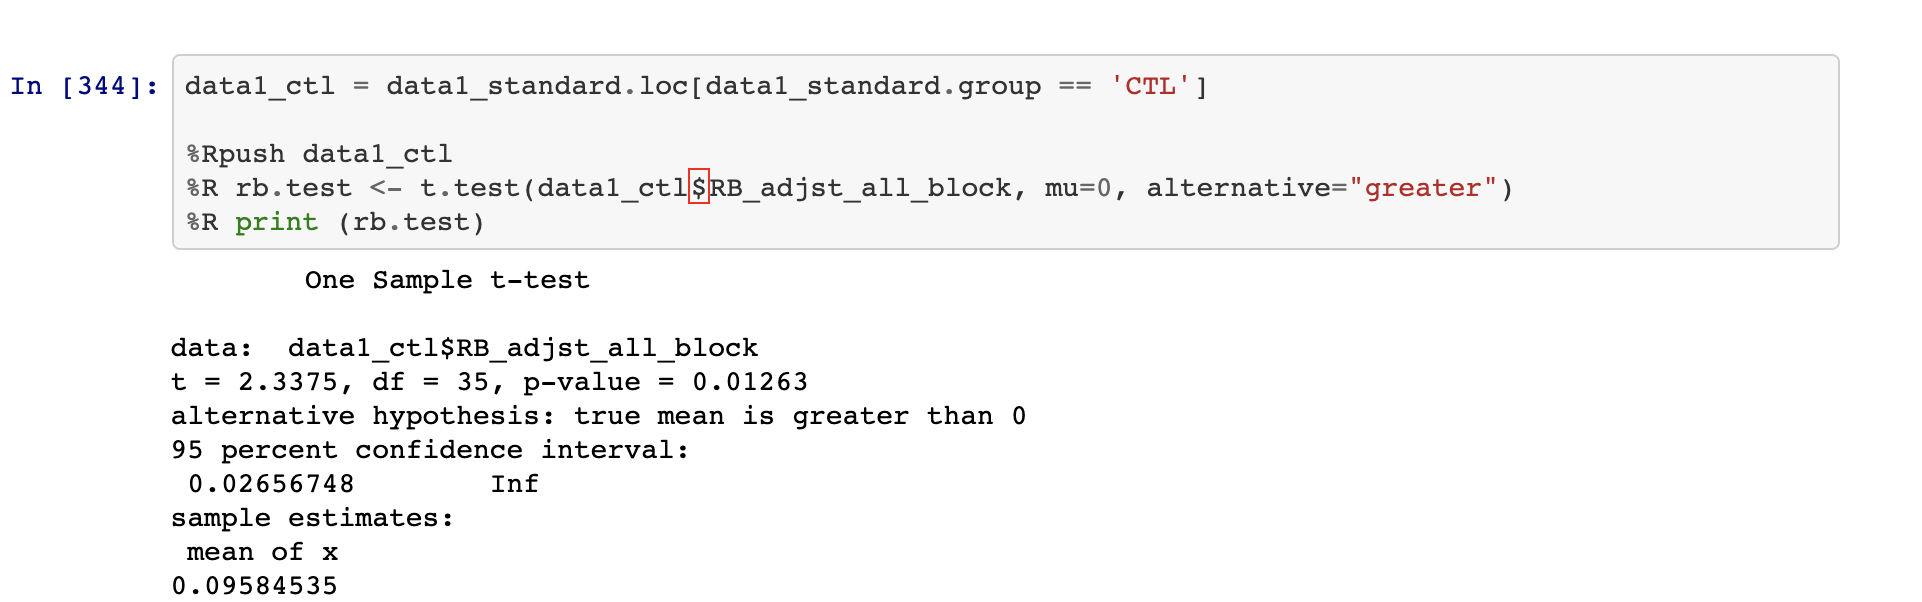 In [344]: data1_ctl = data1_standard.loc[data1_standard.group == 'CTL']
%Rpush data1_ctl
%R rb.test <- t.test(data1_ctl$RB_adjst_all_block, mu=0, alternative="greater")
%R print (rb.test)
One Sample t-test
data:  data1_ctl$RB_adjst_all_block
t = 2.3375, df = 35, p-value = 0.01263
alternative hypothesis: true mean is greater than 0
95 percent confidence interval:
0.02656748        Inf
sample estimates:
mean of x
0.09584535